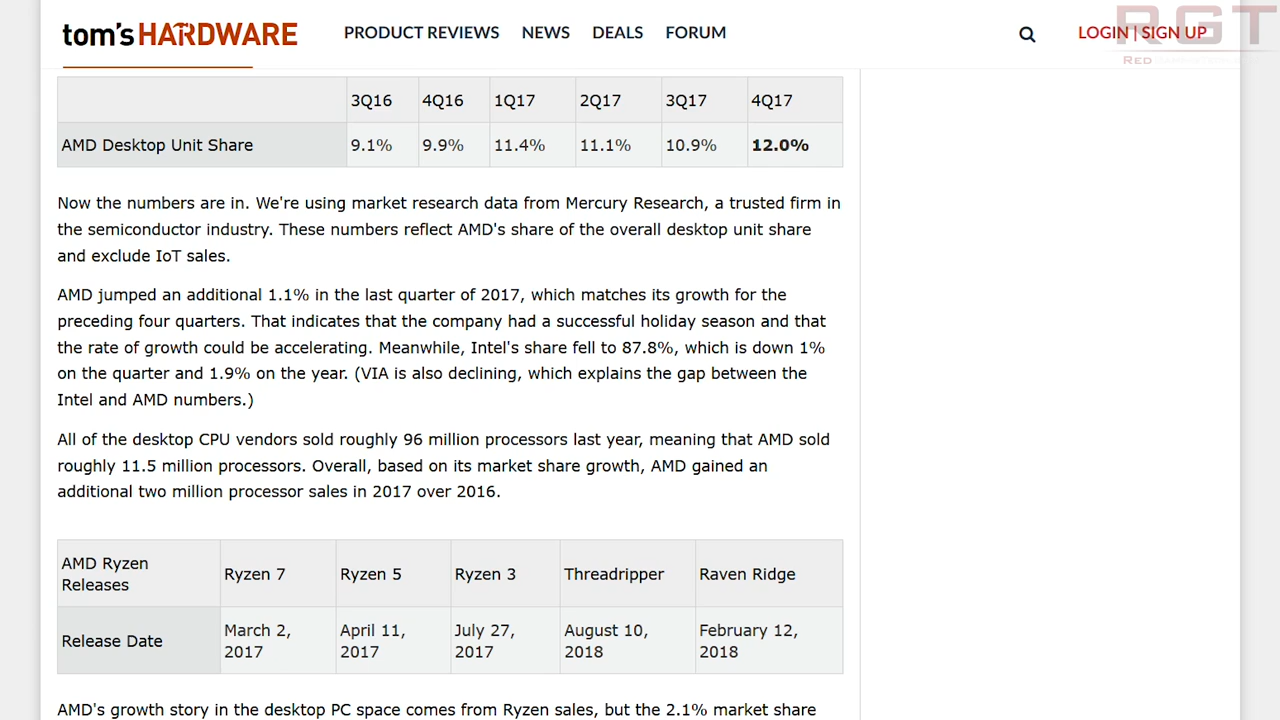 tom's HARDWARE PRODUCT REVIEWS NEWS DEALS FORUM LOGIN | SIGN UP
RGT
RED
3Q16 4Q16 1Q17 2Q17 3Q17 4Q17
AMD Desktop Unit Share 9.1% 9.9% 11.4% 11.1% 10.9% 12.0%
Now the numbers are in. We're using market research data from Mercury Research, a trusted firm in
the semiconductor industry. These numbers reflect AMD's share of the overall desktop unit share
and exclude IoT sales.
AMD jumped an additional 1.1% in the last quarter of 2017, which matches its growth for the
preceding four quarters. That indicates that the company had a successful holiday season and that
the rate of growth could be accelerating. Meanwhile, Intel's share fell to 87.8%, which is down 1%
on the quarter and 1.9% on the year. (VIA is also declining, which explains the gap between the
Intel and AMD numbers.)
All of the desktop CPU vendors sold roughly 96 million processors last year, meaning that AMD sold
roughly 11.5 million processors. Overall, based on its market share growth, AMD gained an
additional two million processor sales in 2017 over 2016.
AMD Ryzen
Releases Ryzen 7 Ryzen 5 Ryzen 3 Threadripper Raven Ridge
Release Date March 2, April 11, July 27, August 10, February 12,
2017 2017 2017 2018 2018
AMD's growth story in the desktop PC space comes from Ryzen sales, but the 2.1% market share